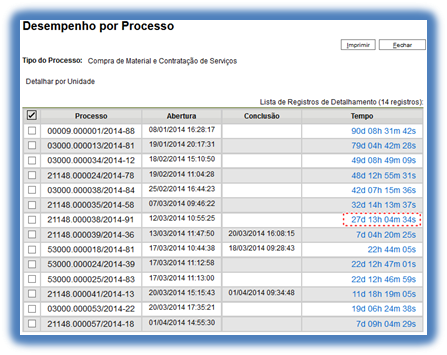 Desempenho por Processo
Imprimir Fechar
Tipo do Processo: Compra de Material e Contratação de Serviços
Detalhar por Unidade
Lista de Registros de Detalhamento (14 registros):
Processo Abertura Conclusão Tempo
00009.000001/2014-88 08/01/2014 16:28:17 90d 08h 31m 42s
03000.000013/2014-81 19/01/2014 20:17:31 79d 04h 42m 28s
03000.000034/2014-12 18/02/2014 15:10:50 49d 08h 49m 09s
21148.000024/2014-78 19/02/2014 11:04:28 48d 12h 55m 31s
03000.000038/2014-84 25/02/2014 16:44:23 42d 07h 15m 36s
03000.000035/2014-58 07/03/2014 09:46:22 32d 14h 13m 37s
21148.000038/2014-91 12/03/2014 10:55:25 27d 13h 04m 34s
21148.000039/2014-36 13/03/2014 11:47:50 20/03/2014 16:08:15 7d 04h 20m 25s
53000.000018/2014-81 17/03/2014 10:44:38 18/03/2014 09:28:43 22h 44m 05s
53000.000024/2014-39 17/03/2014 11:12:58 22d 12h 47m 01s
53000.000025/2014-83 17/03/2014 11:13:00 22d 12h 46m 59s
21148.000041/2014-13 20/03/2014 15:15:43 01/04/2014 09:34:48 11d 18h 19m 05s
03000.000053/2014-22 20/03/2014 17:35:21 19d 06h 24m 38s
21148.000057/2014-18 01/04/2014 14:55:30 7d 09h 04m 29s